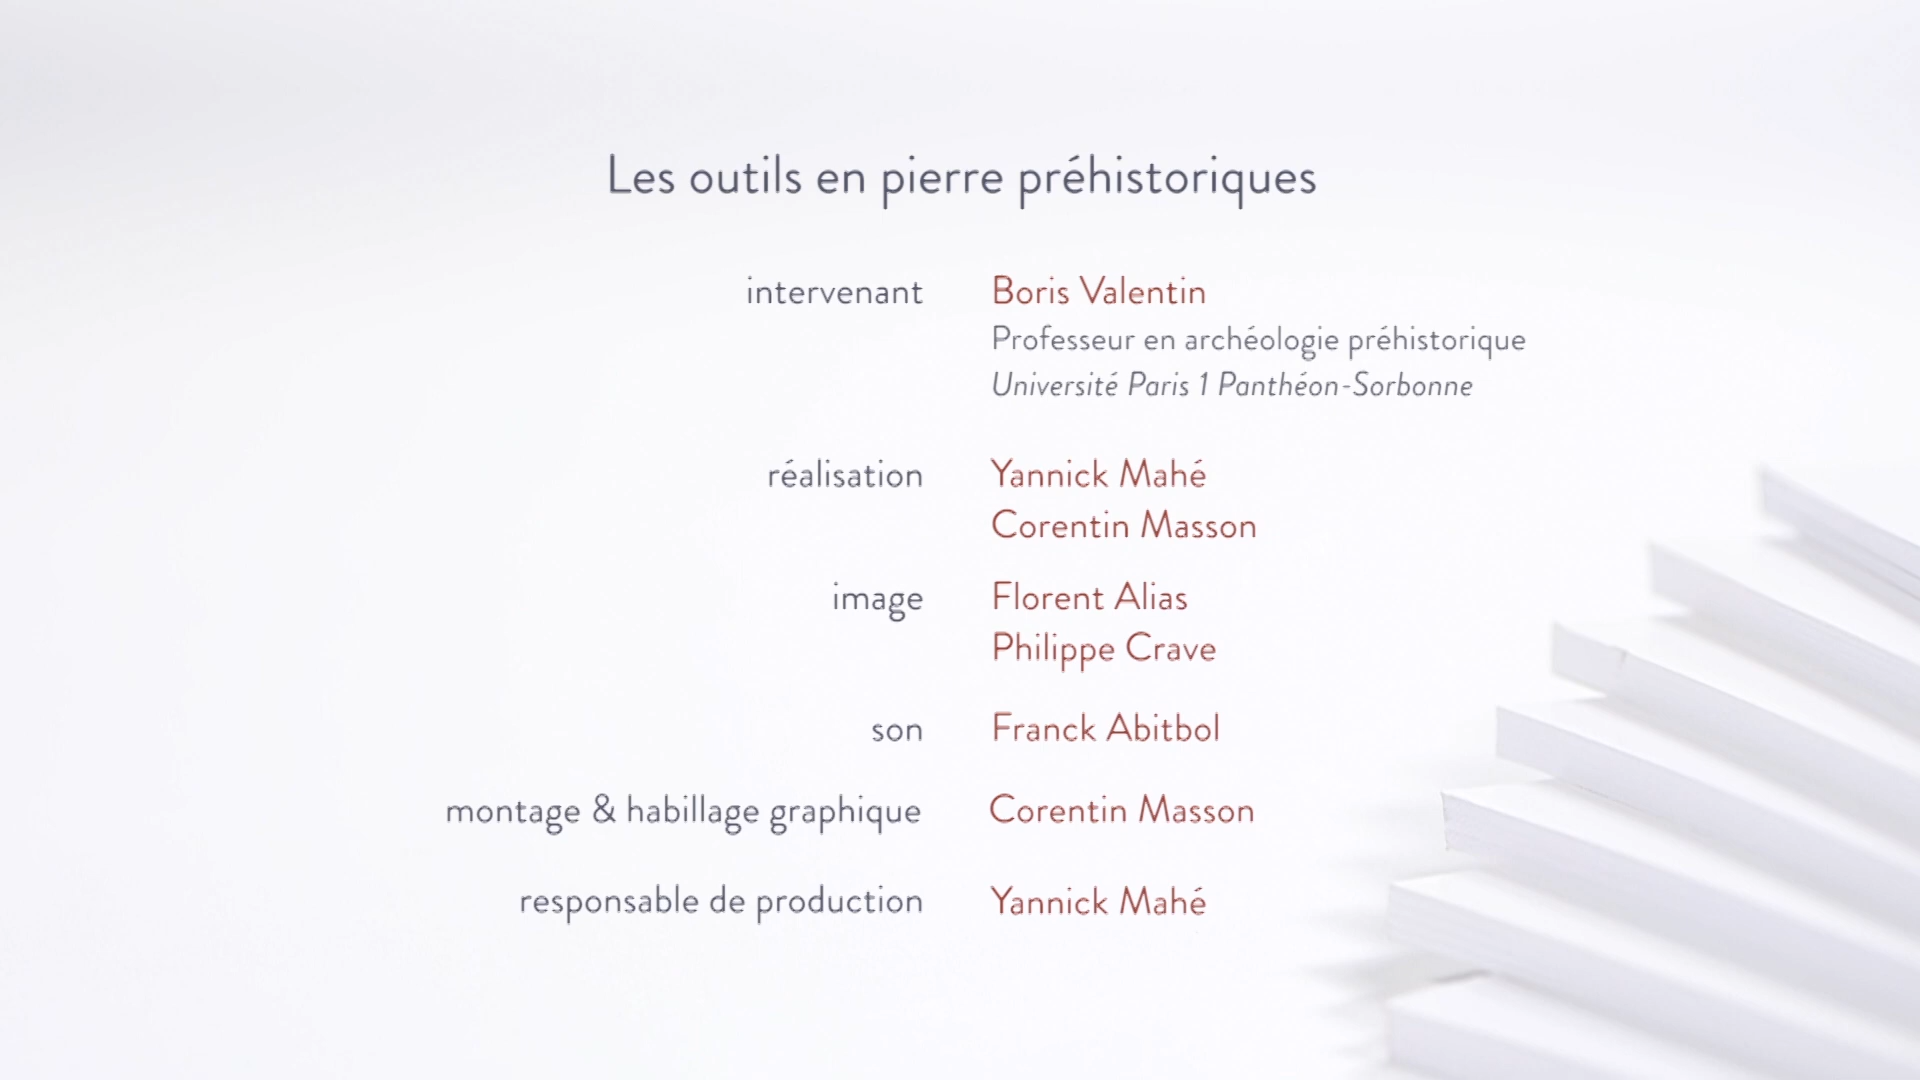 Les outils en pierre préhistoriques
intervenant Boris Valentin
Professeur en archéologie préhistorique
Université Paris 1 Panthéon-Sorbonne
réalisation Yannick Mahé
Corentin Masson
image Florent Alias
Philippe Crave
son Franck Abitbol
montage & habillage graphique Corentin Masson
responsable de production Yannick Mahé